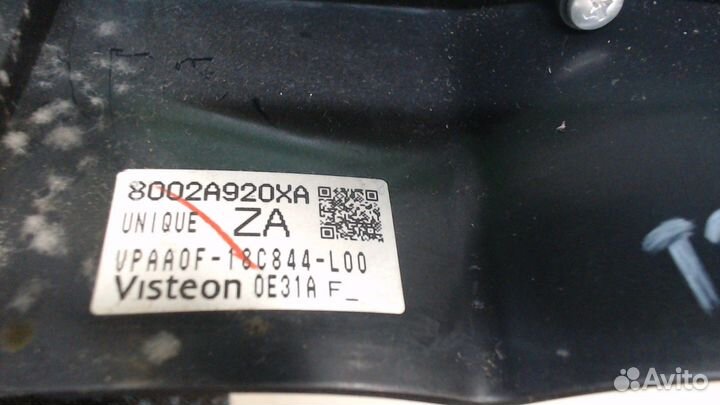 8002A920XA
UNIQUE ZA
VPAA0F-18C844-L00
Visteon 0E31A F_
Avito